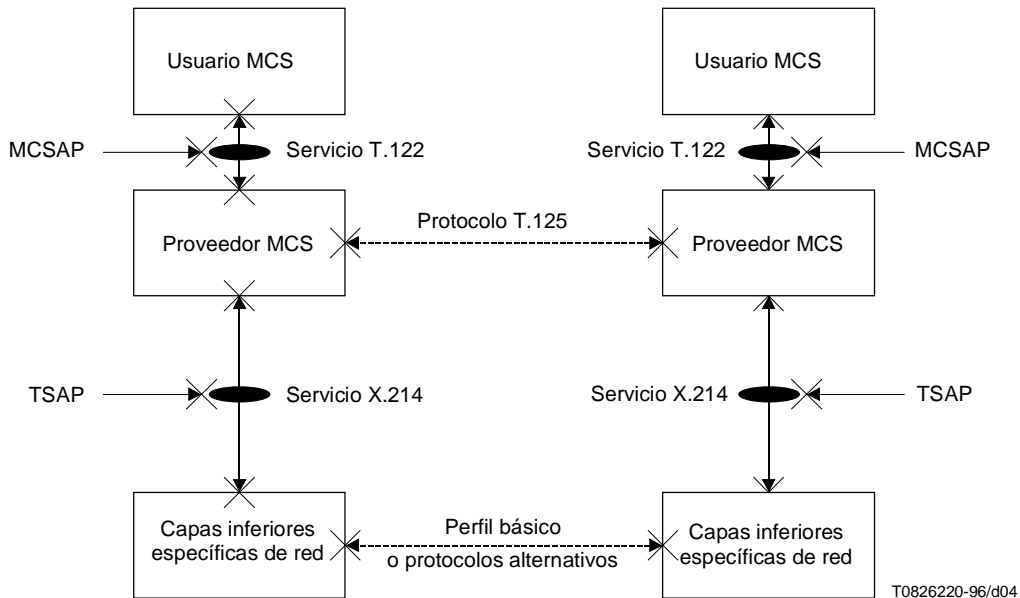 Usuario MCS
Usuario MCS
MCSAP
Servicio T.122
Servicio T.122
MCSAP
Protocolo T.125
Proveedor MCS
Proveedor MCS
TSAP
Servicio X.214
Servicio X.214
TSAP
Capas inferiores
específicas de red
Perfil básico
o protocolos alternativos
Capas inferiores
específicas de red
T0826220-96/d04